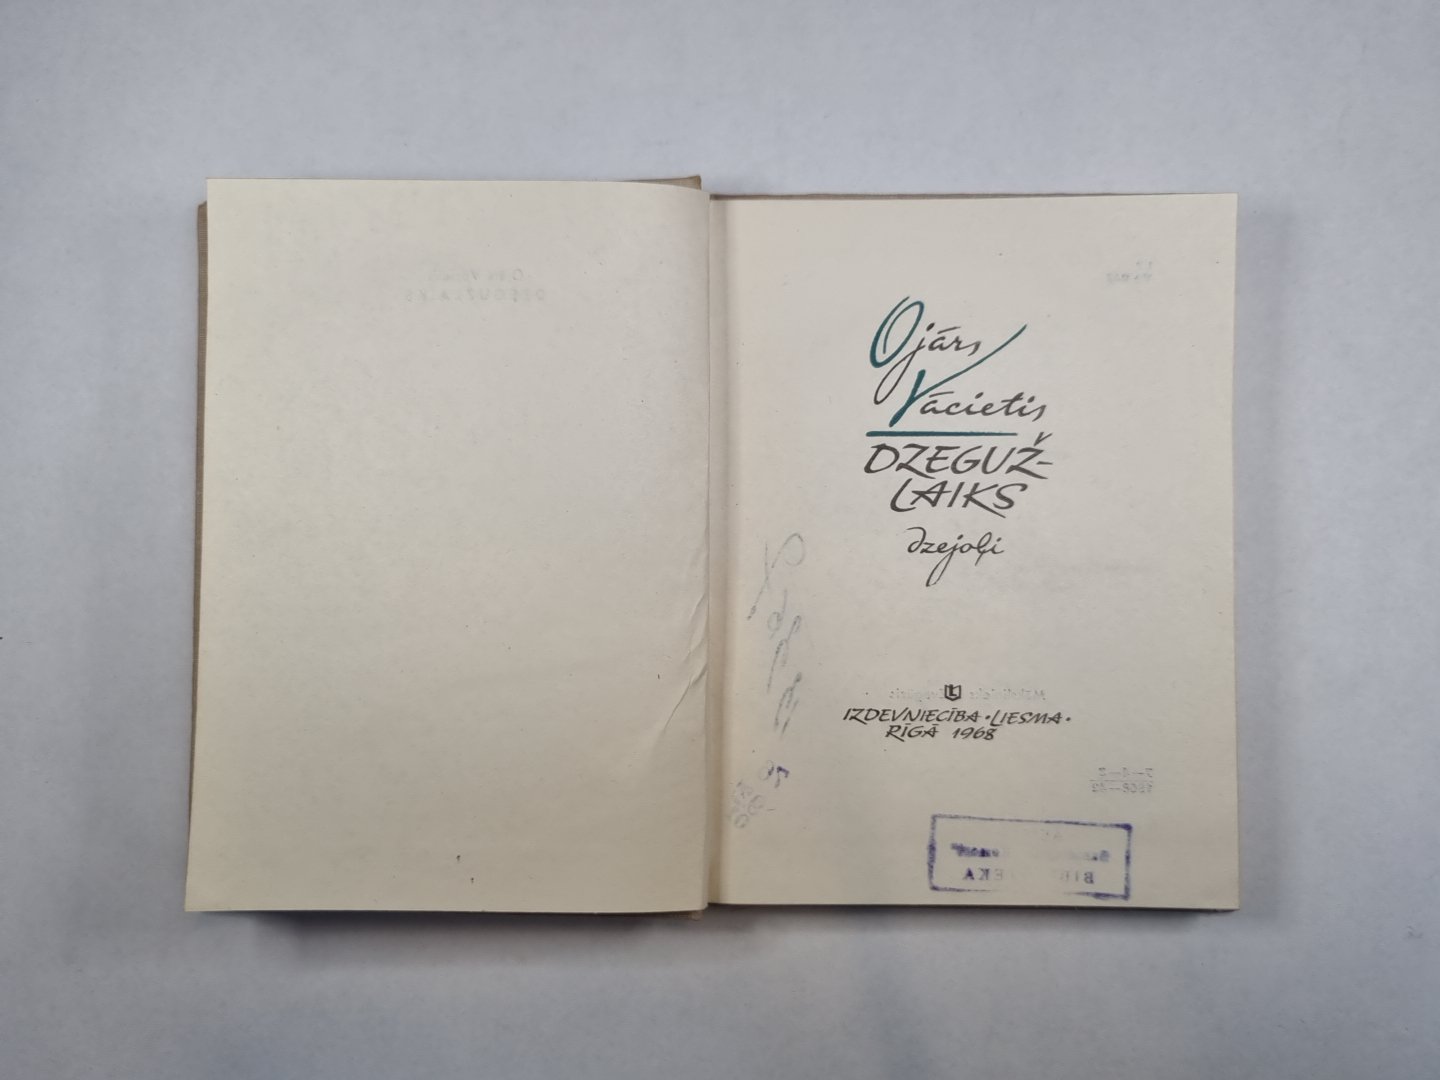 Ojārs
Vācietis
DZEGUŽ-
LAIKS
dzejoļi
IZDEVNIECĪBA · LIESMA ·
RĪGĀ 1968